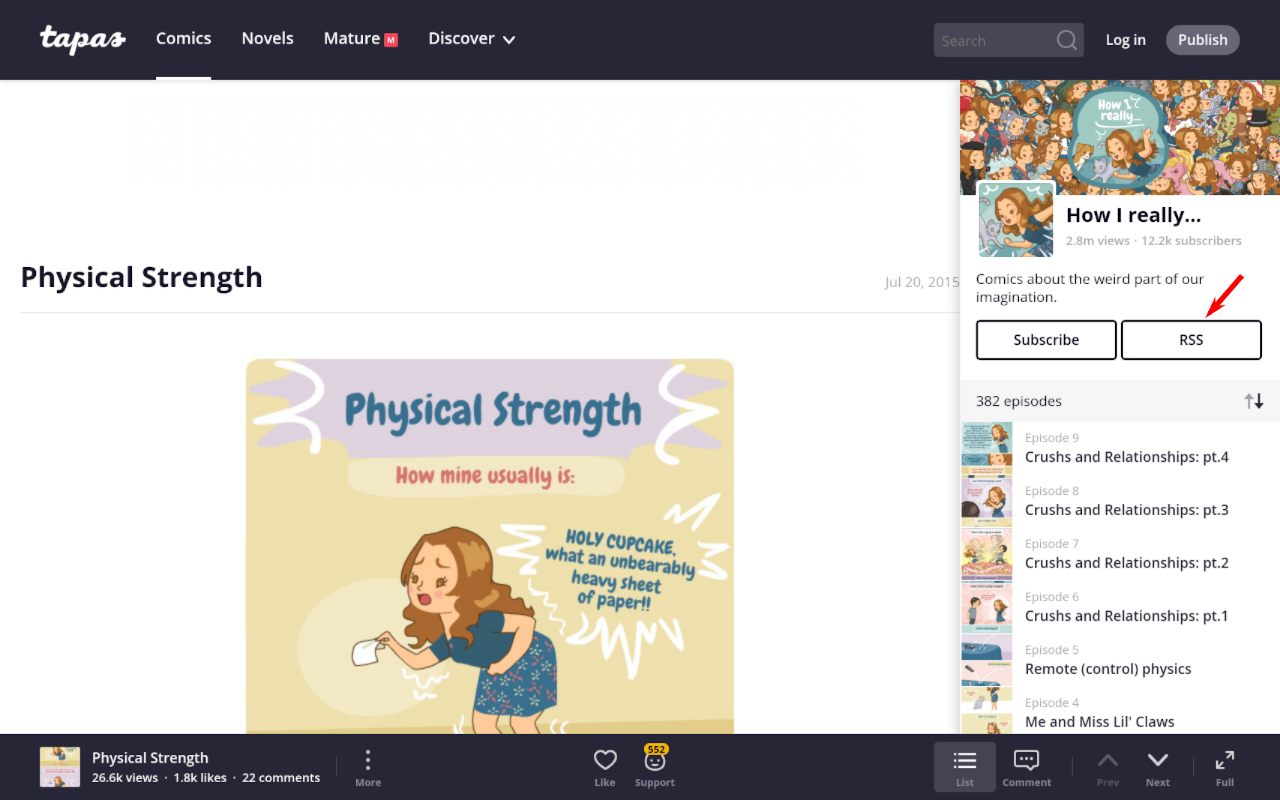 tapas
Comics
Novels
Mature M
Discover
Search
Log in
Publish
How I really...
How I really...
2.8m views · 12.2k subscribers
Comics about the weird part of our
imagination.
Subscribe
RSS
Physical Strength
Jul 20, 2015
Physical Strength
How mine usually is:
HOLY CUPCAKE,
what an unbearably
heavy sheet
of paper!!
382 episodes
Episode 9
Crushs and Relationships: pt.4
Episode 8
Crushs and Relationships: pt.3
Episode 7
Crushs and Relationships: pt.2
Episode 6
Crushs and Relationships: pt.1
Episode 5
Remote (control) physics
Episode 4
Me and Miss Lil' Claws
Physical Strength
26.6k views · 1.8k likes · 22 comments
More
Like
552
Support
List
Comment
Prev
Next
Full